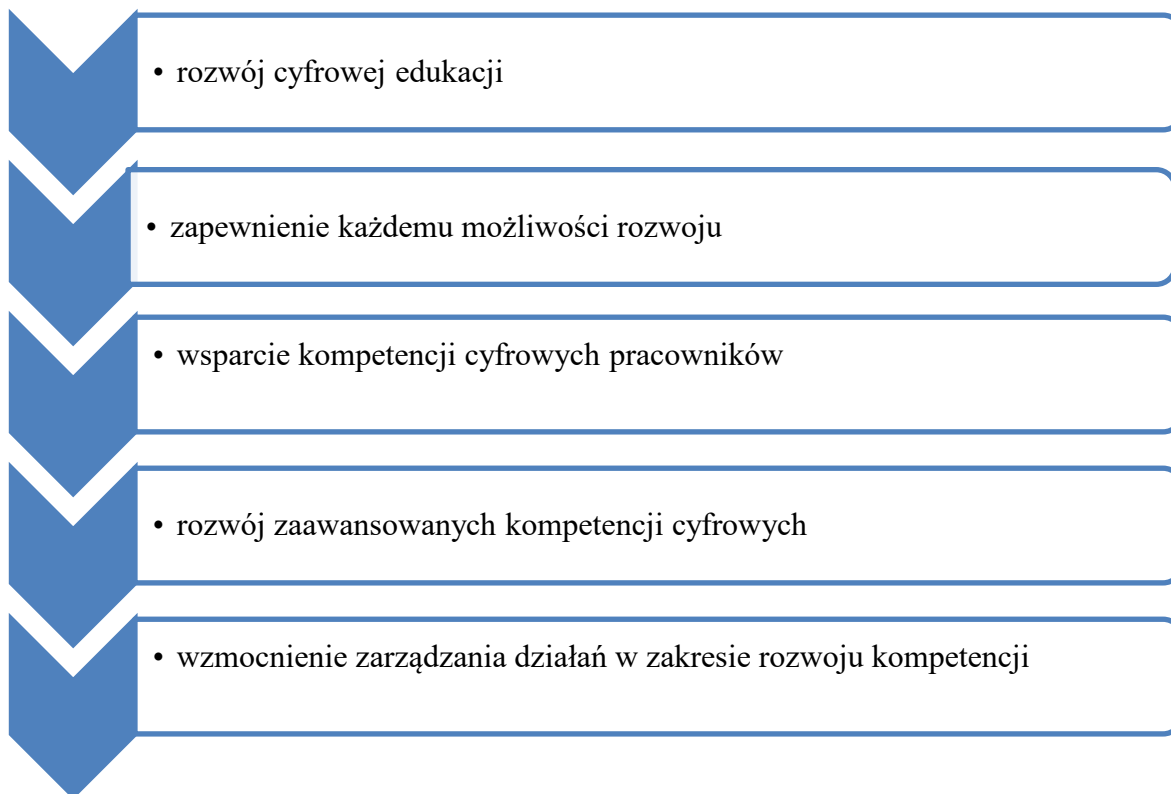 • rozwój cyfrowej edukacji
• zapewnienie każdemu możliwości rozwoju
• wsparcie kompetencji cyfrowych pracowników
• rozwój zaawansowanych kompetencji cyfrowych
• wzmocnienie zarządzania działań w zakresie rozwoju kompetencji